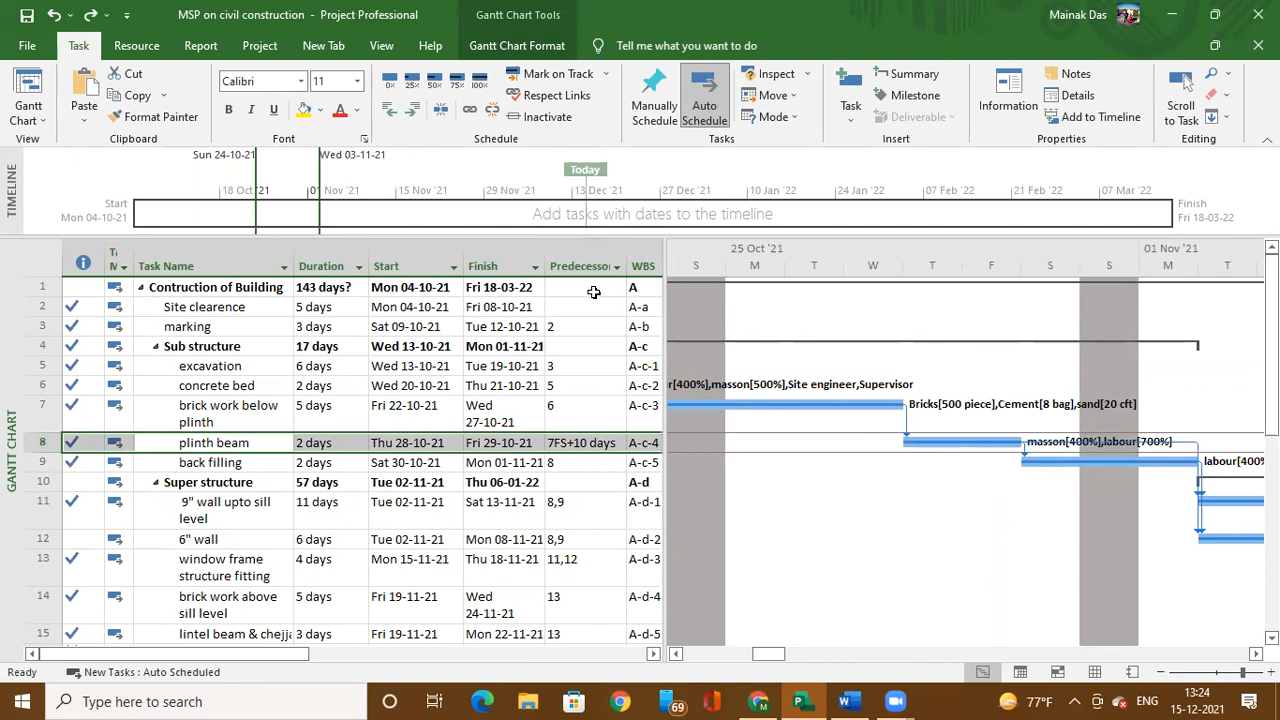 MSP on civil construction - Project Professional
Gantt Chart Tools
Mainak Das
File Task Resource Report Project New Tab View Help Gantt Chart Format Tell me what you want to do
Gantt Chart
View
Paste
Cut
Copy
Format Painter
Clipboard
Calibri 11
B I U A
Font
0% 25% 50% 75% 100%
Mark on Track
Respect Links
Inactivate
Schedule
Manually Schedule
Auto Schedule
Inspect
Move
Mode
Tasks
Task
Summary
Milestone
Deliverable
Insert
Information
Notes
Details
Add to Timeline
Properties
Scroll to Task
Editing
TIMELINE
Sun 24-10-21 Wed 03-11-21
Today
18 Oct '21 01 Nov '21 15 Nov '21 29 Nov '21 13 Dec '21 27 Dec '21 10 Jan '22 24 Jan '22 07 Feb '22 21 Feb '22 07 Mar '22
Start
Mon 04-10-21
Add tasks with dates to the timeline
Finish
Fri 18-03-22
GANTT CHART
Task Name Duration Start Finish Predecessor WBS
25 Oct '21 01 Nov '21
S M T W T F S S M T
1 Contruction of Building 143 days? Mon 04-10-21 Fri 18-03-22 A
2 Site clearence 5 days Mon 04-10-21 Fri 08-10-21 A-a
3 marking 3 days Sat 09-10-21 Tue 12-10-21 2 A-b
4 Sub structure 17 days Wed 13-10-21 Mon 01-11-21 A-c
5 excavation 6 days Wed 13-10-21 Tue 19-10-21 3 A-c-1
6 concrete bed 2 days Wed 20-10-21 Thu 21-10-21 5 A-c-2
r[400%],masson[500%],Site engineer,Supervisor
7 brick work below plinth 5 days Fri 22-10-21 Wed 27-10-21 6 A-c-3
Bricks[500 piece],Cement[8 bag],sand[20 cft]
8 plinth beam 2 days Thu 28-10-21 Fri 29-10-21 7FS+10 days A-c-4
masson[400%],labour[700%]
9 back filling 2 days Sat 30-10-21 Mon 01-11-21 8 A-c-5
labour[400%
10 Super structure 57 days Tue 02-11-21 Thu 06-01-22 A-d
11 9" wall upto sill level 11 days Tue 02-11-21 Sat 13-11-21 8,9 A-d-1
12 6" wall 6 days Tue 02-11-21 Mon 08-11-21 8,9 A-d-2
13 window frame structure fitting 4 days Mon 15-11-21 Thu 18-11-21 11,12 A-d-3
14 brick work above sill level 5 days Fri 19-11-21 Wed 24-11-21 13 A-d-4
15 lintel beam & chejja 3 days Fri 19-11-21 Mon 22-11-21 13 A-d-5
Ready New Tasks : Auto Scheduled
Type here to search
69
77°F
ENG
13:24
15-12-2021